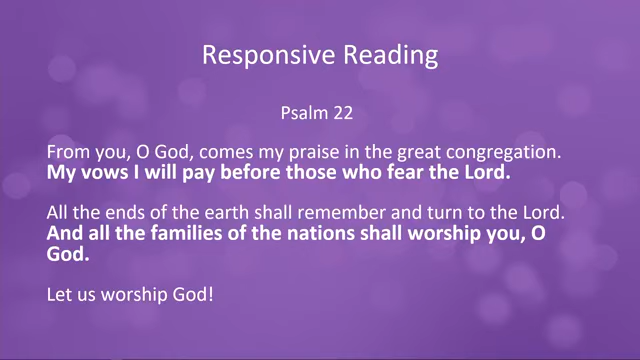 Responsive Reading
Psalm 22
From you, O God, comes my praise in the great congregation.
My vows I will pay before those who fear the Lord.
All the ends of the earth shall remember and turn to the Lord.
And all the families of the nations shall worship you, O
God.
Let us worship God!